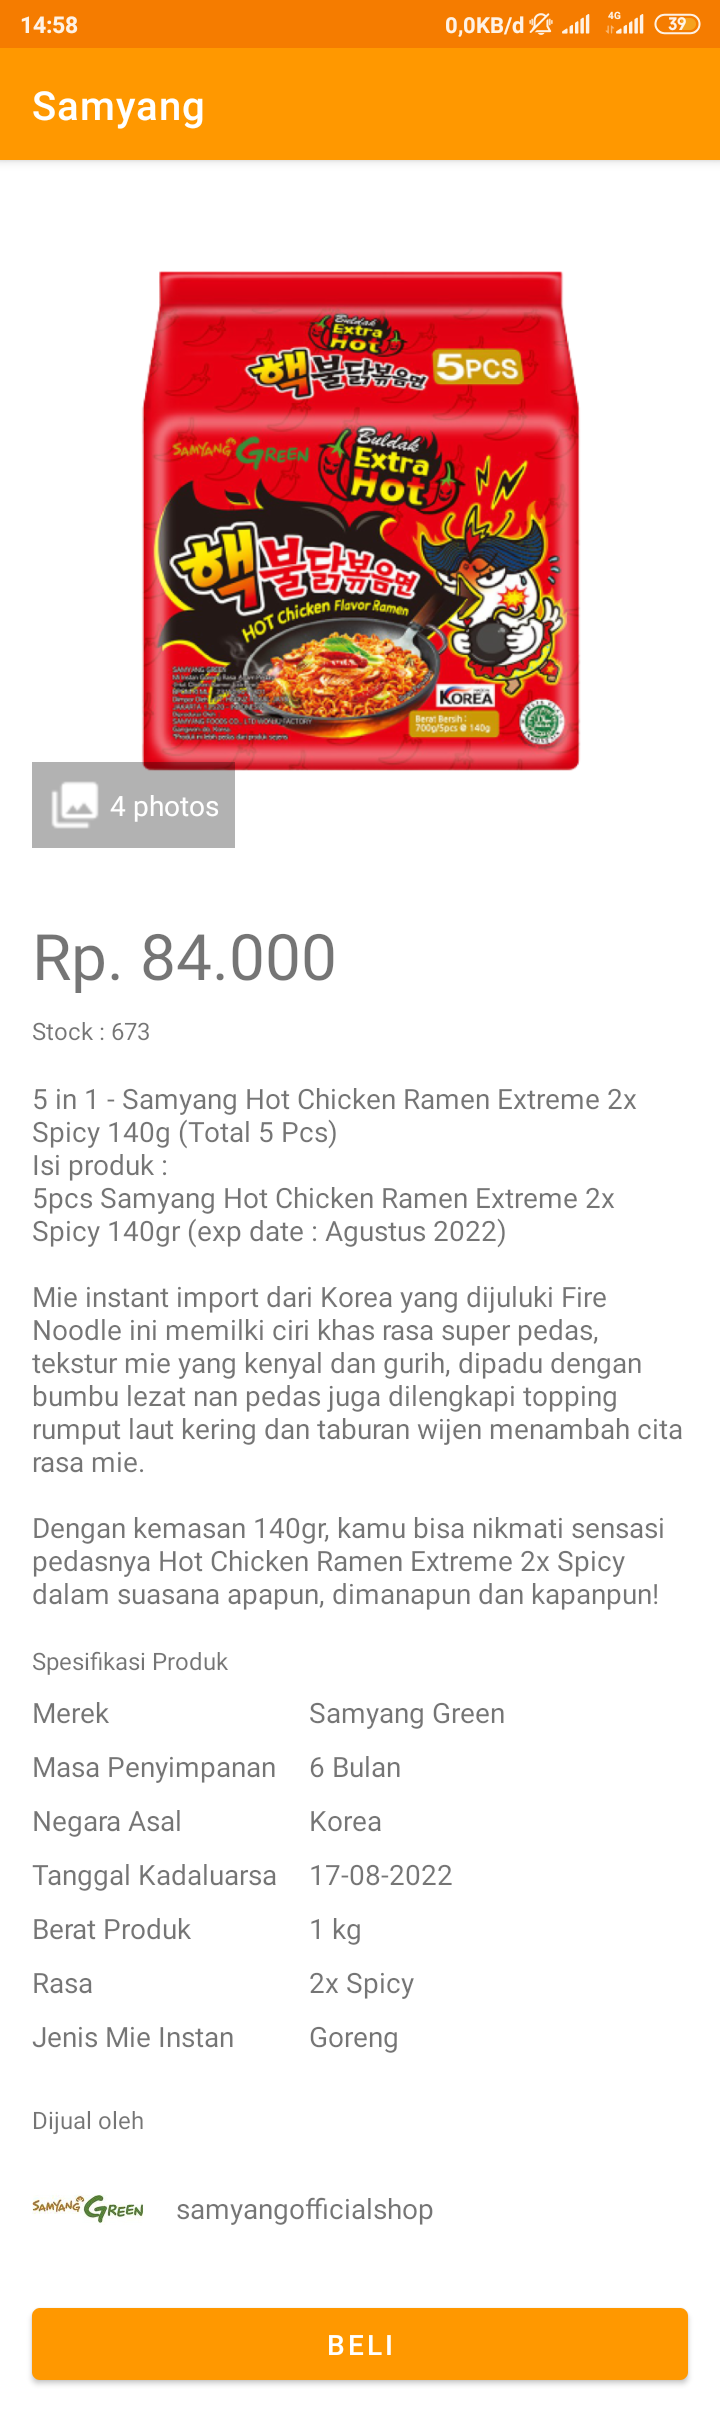 14:58
0,0KB/d
4G
39
Samyang
Buldak
Extra
Hot
핵불닭볶음면
5PCS
SAMYANG GREEN
Buldak
Extra
Hot
핵불닭볶음면
HOT Chicken Flavor Ramen
SAMYANG GREEN
KOREA
Berat Bersih :
700g/5pcs @ 140g
4 photos
Rp. 84.000
Stock : 673
5 in 1 - Samyang Hot Chicken Ramen Extreme 2x
Spicy 140g (Total 5 Pcs)
Isi produk :
5pcs Samyang Hot Chicken Ramen Extreme 2x
Spicy 140gr (exp date : Agustus 2022)
Mie instant import dari Korea yang dijuluki Fire
Noodle ini memilki ciri khas rasa super pedas,
tekstur mie yang kenyal dan gurih, dipadu dengan
bumbu lezat nan pedas juga dilengkapi topping
rumput laut kering dan taburan wijen menambah cita
rasa mie.
Dengan kemasan 140gr, kamu bisa nikmati sensasi
pedasnya Hot Chicken Ramen Extreme 2x Spicy
dalam suasana apapun, dimanapun dan kapanpun!
Spesifikasi Produk
Merek Samyang Green
Masa Penyimpanan 6 Bulan
Negara Asal Korea
Tanggal Kadaluarsa 17-08-2022
Berat Produk 1 kg
Rasa 2x Spicy
Jenis Mie Instan Goreng
Dijual oleh
SAMYANG GREEN samyangofficialshop
BELI